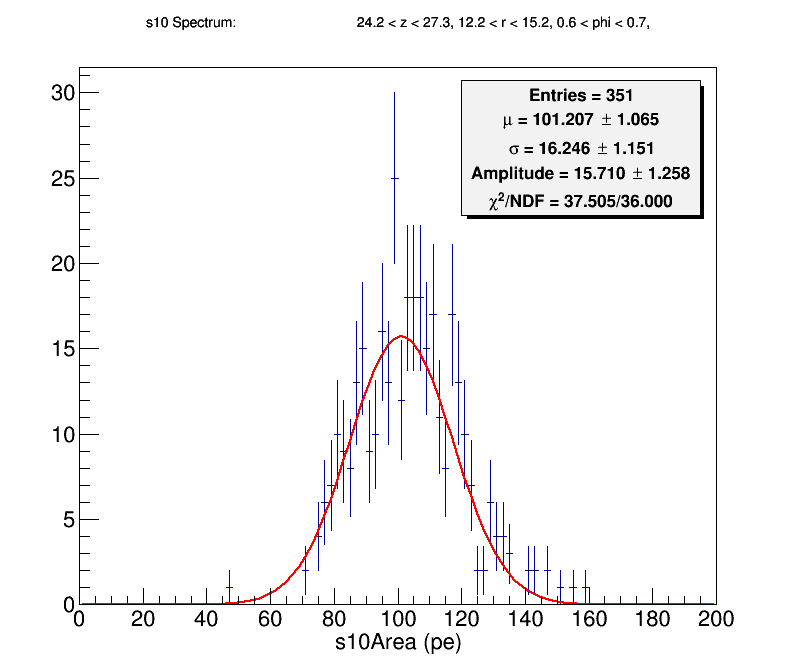 s10 Spectrum: 24.2 < z < 27.3, 12.2 < r < 15.2, 0.6 < phi < 0.7,
Entries = 351
μ = 101.207 ± 1.065
σ = 16.246 ± 1.151
Amplitude = 15.710 ± 1.258
χ²/NDF = 37.505/36.000
30
25
20
15
10
5
0
0 20 40 60 80 100 120 140 160 180 200
s10Area (pe)